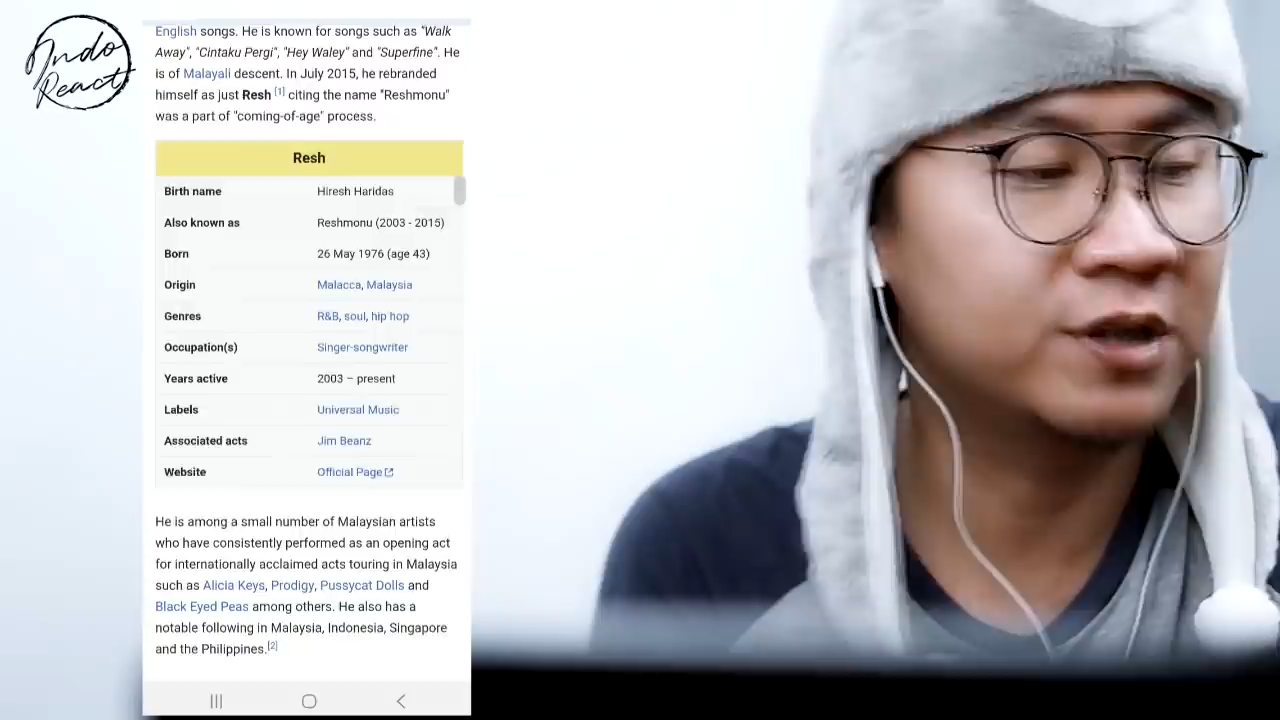 Indo
React
English songs. He is known for songs such as "Walk
Away", "Cintaku Pergi", "Hey Waley" and "Superfine". He
is of Malayali descent. In July 2015, he rebranded
himself as just Resh [1] citing the name "Reshmonu"
was a part of "coming-of-age" process.
Resh
Birth name Hiresh Haridas
Also known as Reshmonu (2003 - 2015)
Born 26 May 1976 (age 43)
Origin Malacca, Malaysia
Genres R&B, soul, hip hop
Occupation(s) Singer-songwriter
Years active 2003 – present
Labels Universal Music
Associated acts Jim Beanz
Website Official Page
He is among a small number of Malaysian artists
who have consistently performed as an opening act
for internationally acclaimed acts touring in Malaysia
such as Alicia Keys, Prodigy, Pussycat Dolls and
Black Eyed Peas among others. He also has a
notable following in Malaysia, Indonesia, Singapore
and the Philippines.[2]